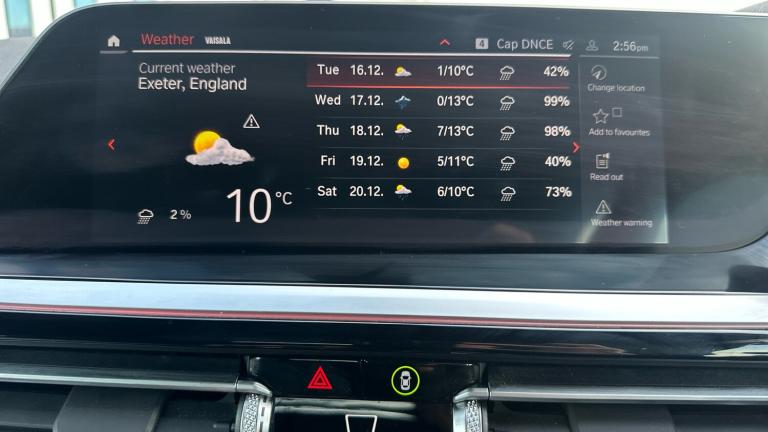 Weather VAISALA 4 Cap DNCE 2:56pm
Current weather
Exeter, England
2% 10°C
Tue 16.12. 1/10°C 42%
Wed 17.12. 0/13°C 99%
Thu 18.12. 7/13°C 98%
Fri 19.12. 5/11°C 40%
Sat 20.12. 6/10°C 73%
Change location
Add to favourites
Read out
Weather warning